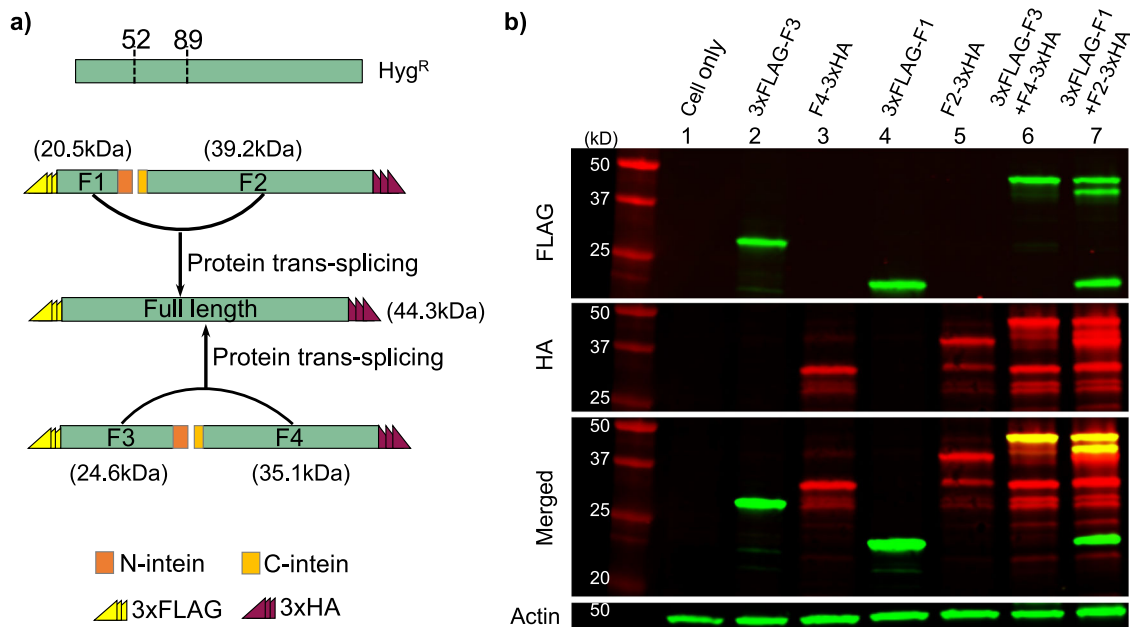 a)
52 89
Hyg^R
(20.5kDa) (39.2kDa)
F1 F2
Protein trans-splicing
Full length
(44.3kDa)
Protein trans-splicing
F3 F4
(24.6kDa) (35.1kDa)
N-intein C-intein
3xFLAG 3xHA
b)
Cell only
3xFLAG-F3
F4-3xHA
3xFLAG-F1
F2-3xHA
3xFLAG-F3
+F4-3xHA
3xFLAG-F1
+F2-3xHA
(kD) 1 2 3 4 5 6 7
50
37
25
FLAG
50
37
25
HA
50
37
25
20
Merged
Actin 50